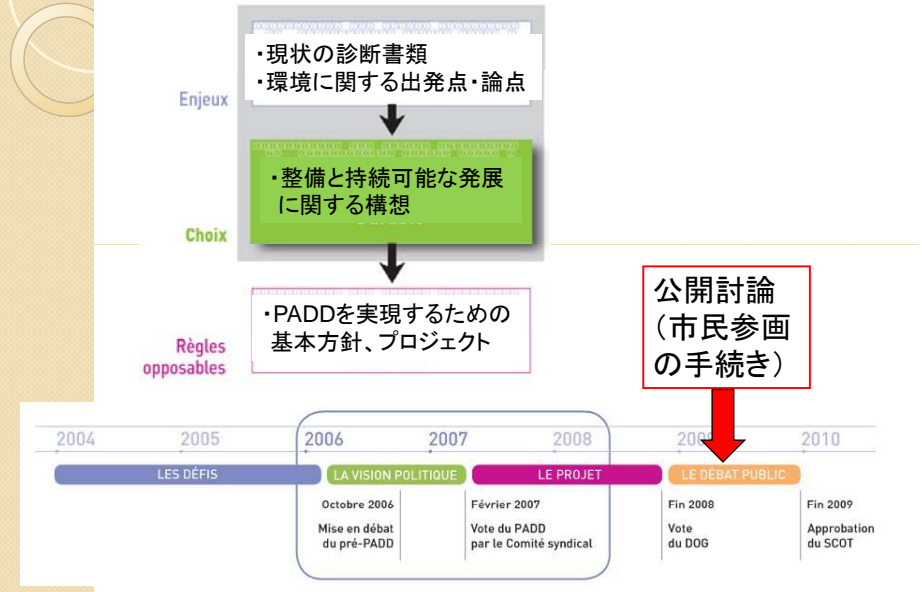 ・現状の診断書類
・環境に関する出発点・論点
Enjeux
・整備と持続可能な発展
に関する構想
Choix
・PADDを実現するための
基本方針、プロジェクト
Règles
opposables
公開討論
（市民参画
の手続き）
2004 2005 2006 2007 2008 2010
LES DÉFIS LA VISION POLITIQUE LE PROJET LE DÉBAT PUBLIC
Octobre 2006
Mise en débat
du pré-PADD
Février 2007
Vote du PADD
par le Comité syndical
Fin 2008
Vote
du DOG
Fin 2009
Approbation
du SCOT